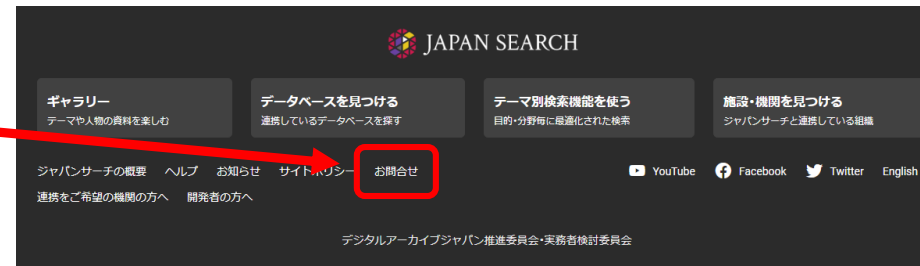 JAPAN SEARCH
ギャラリー
テーマや人物の資料を楽しむ
データベースを見つける
連携しているデータベースを探す
テーマ別検索機能を使う
目的・分野毎に最適化された検索
施設・機関を見つける
ジャパンサーチと連携している組織
ジャパンサーチの概要 ヘルプ お知らせ サイトポリシー お問合せ YouTube Facebook Twitter English
連携をご希望の機関の方へ 開発者の方へ
デジタルアーカイブジャパン推進委員会・実務者検討委員会